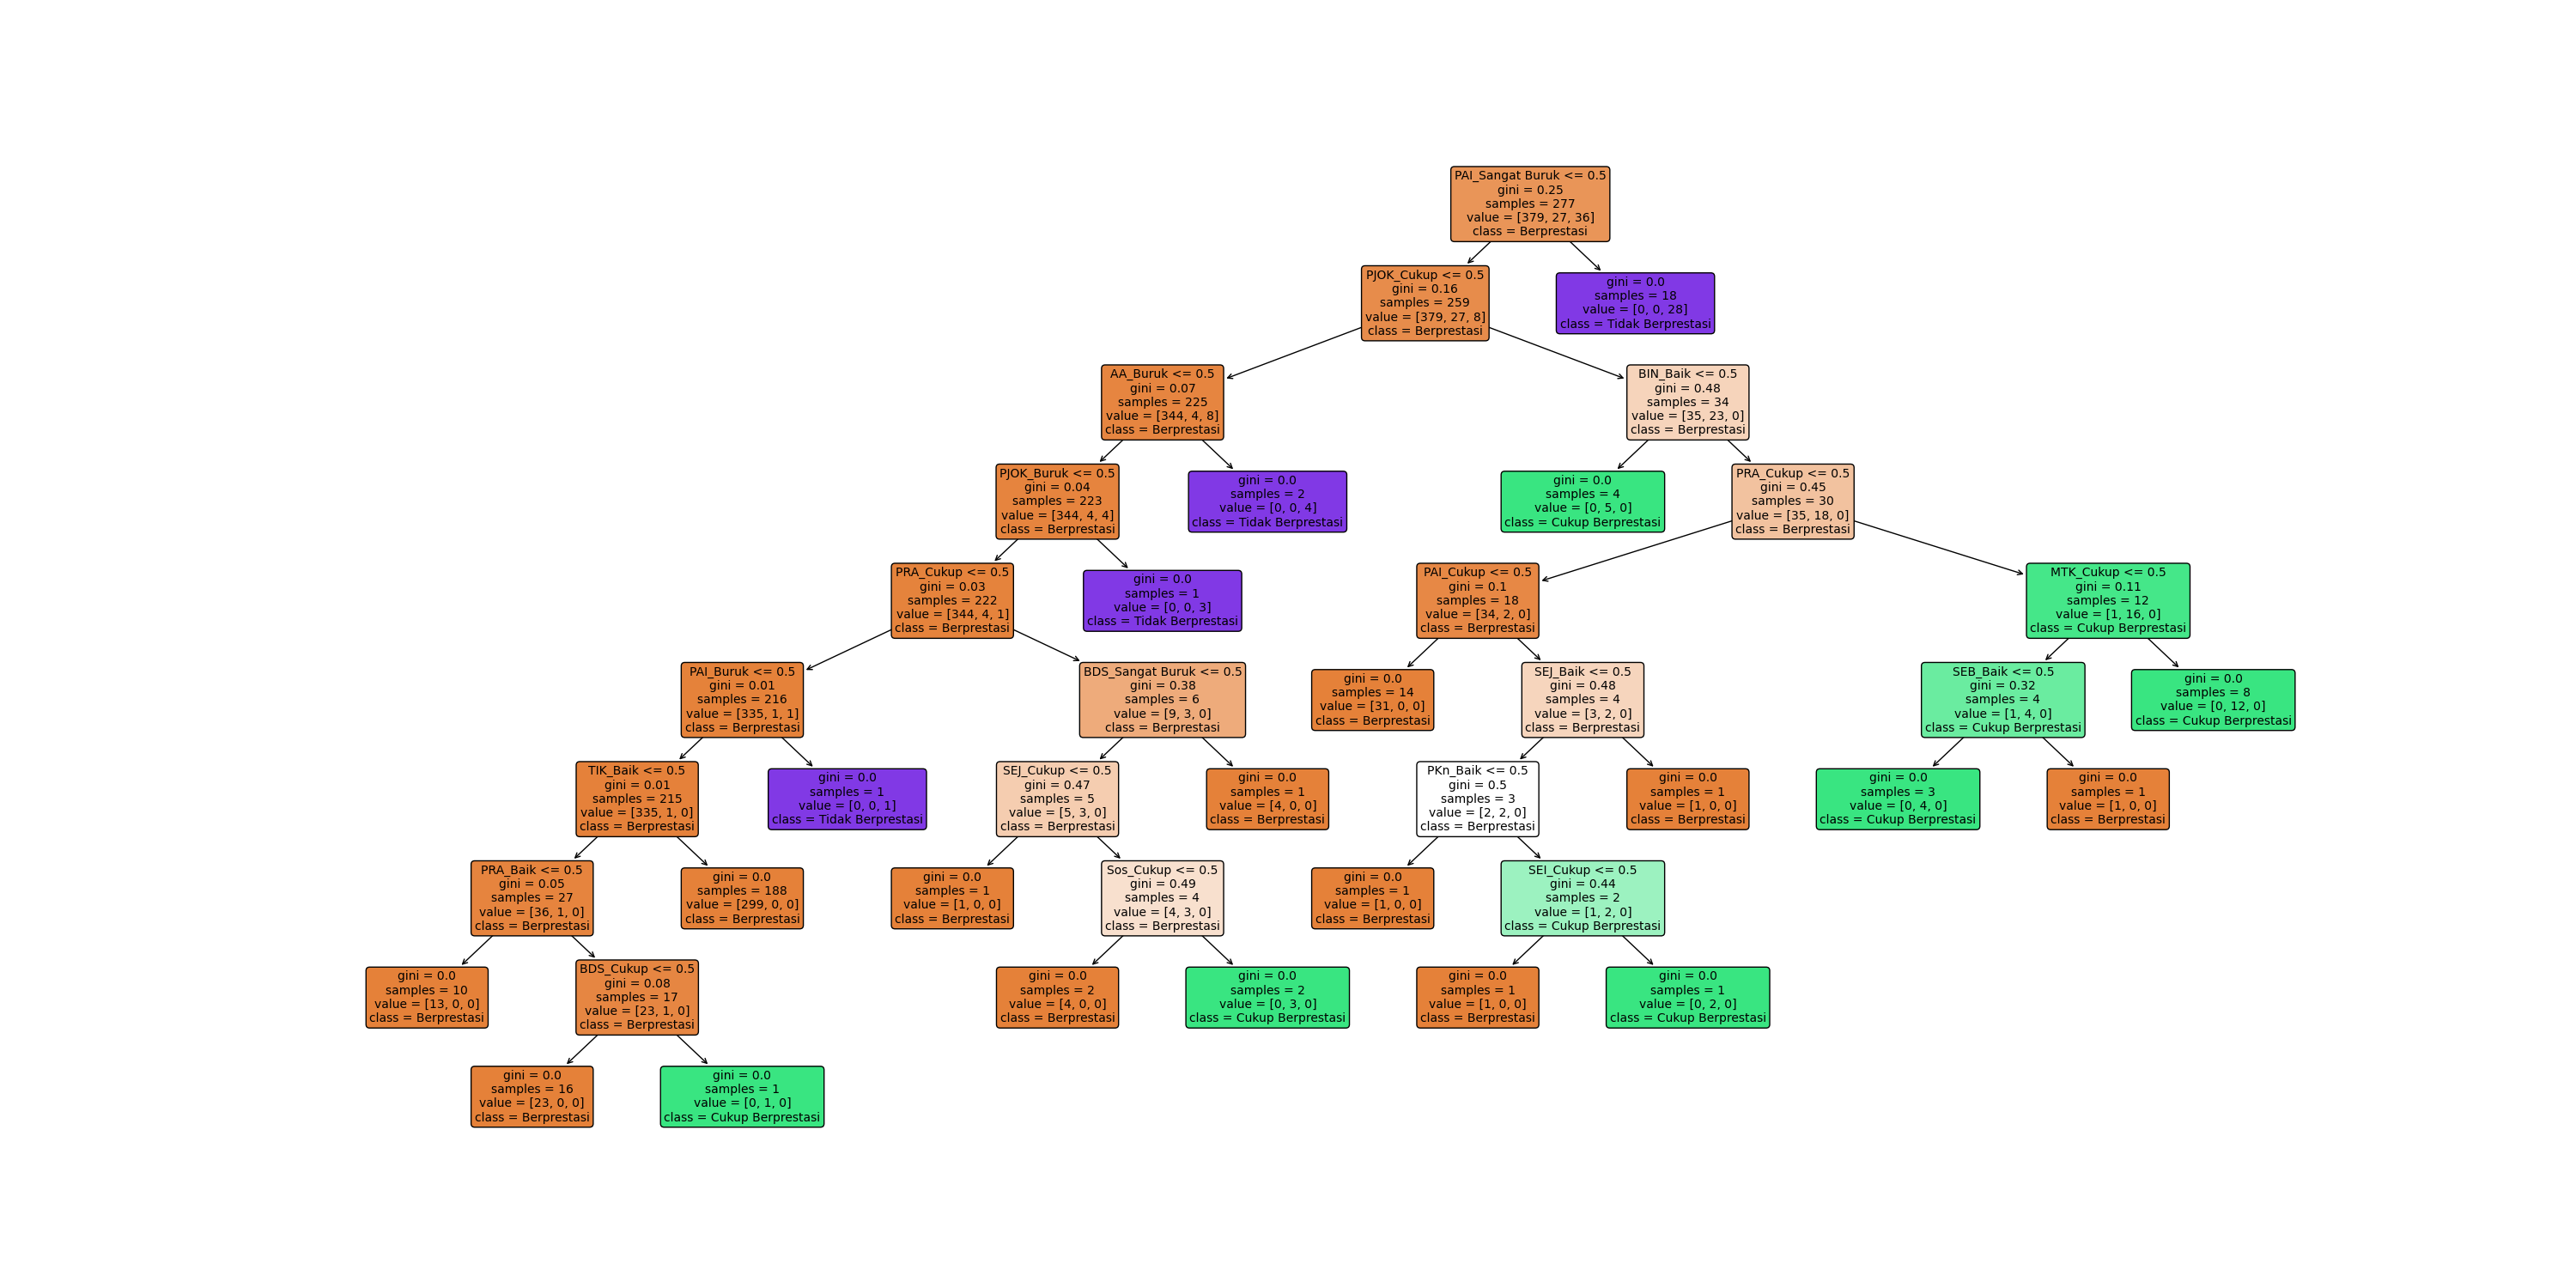 PAI_Sangat Buruk <= 0.5
gini = 0.25
samples = 277
value = [379, 27, 36]
class = Berprestasi
PJOK_Cukup <= 0.5
gini = 0.16
samples = 259
value = [379, 27, 8]
class = Berprestasi
gini = 0.0
samples = 18
value = [0, 0, 28]
class = Tidak Berprestasi
AA_Buruk <= 0.5
gini = 0.07
samples = 225
value = [344, 4, 8]
class = Berprestasi
BIN_Baik <= 0.5
gini = 0.48
samples = 34
value = [35, 23, 0]
class = Berprestasi
PJOK_Buruk <= 0.5
gini = 0.04
samples = 223
value = [344, 4, 4]
class = Berprestasi
gini = 0.0
samples = 2
value = [0, 0, 4]
class = Tidak Berprestasi
gini = 0.0
samples = 4
value = [0, 5, 0]
class = Cukup Berprestasi
PRA_Cukup <= 0.5
gini = 0.45
samples = 30
value = [35, 18, 0]
class = Berprestasi
PRA_Cukup <= 0.5
gini = 0.03
samples = 222
value = [344, 4, 1]
class = Berprestasi
gini = 0.0
samples = 1
value = [0, 0, 3]
class = Tidak Berprestasi
PAI_Cukup <= 0.5
gini = 0.1
samples = 18
value = [34, 2, 0]
class = Berprestasi
MTK_Cukup <= 0.5
gini = 0.11
samples = 12
value = [1, 16, 0]
class = Cukup Berprestasi
PAI_Buruk <= 0.5
gini = 0.01
samples = 216
value = [335, 1, 1]
class = Berprestasi
BDS_Sangat Buruk <= 0.5
gini = 0.38
samples = 6
value = [9, 3, 0]
class = Berprestasi
gini = 0.0
samples = 14
value = [31, 0, 0]
class = Berprestasi
SEJ_Baik <= 0.5
gini = 0.48
samples = 4
value = [3, 2, 0]
class = Berprestasi
SEB_Baik <= 0.5
gini = 0.32
samples = 4
value = [1, 4, 0]
class = Cukup Berprestasi
gini = 0.0
samples = 8
value = [0, 12, 0]
class = Cukup Berprestasi
TIK_Baik <= 0.5
gini = 0.01
samples = 215
value = [335, 1, 0]
class = Berprestasi
gini = 0.0
samples = 1
value = [0, 0, 1]
class = Tidak Berprestasi
SEJ_Cukup <= 0.5
gini = 0.47
samples = 5
value = [5, 3, 0]
class = Berprestasi
gini = 0.0
samples = 1
value = [4, 0, 0]
class = Berprestasi
PKn_Baik <= 0.5
gini = 0.5
samples = 3
value = [2, 2, 0]
class = Berprestasi
gini = 0.0
samples = 1
value = [1, 0, 0]
class = Berprestasi
gini = 0.0
samples = 3
value = [0, 4, 0]
class = Cukup Berprestasi
gini = 0.0
samples = 1
value = [1, 0, 0]
class = Berprestasi
PRA_Baik <= 0.5
gini = 0.05
samples = 27
value = [36, 1, 0]
class = Berprestasi
gini = 0.0
samples = 188
value = [299, 0, 0]
class = Berprestasi
gini = 0.0
samples = 1
value = [1, 0, 0]
class = Berprestasi
Sos_Cukup <= 0.5
gini = 0.49
samples = 4
value = [4, 3, 0]
class = Berprestasi
gini = 0.0
samples = 1
value = [1, 0, 0]
class = Berprestasi
SEI_Cukup <= 0.5
gini = 0.44
samples = 2
value = [1, 2, 0]
class = Cukup Berprestasi
gini = 0.0
samples = 10
value = [13, 0, 0]
class = Berprestasi
BDS_Cukup <= 0.5
gini = 0.08
samples = 17
value = [23, 1, 0]
class = Berprestasi
gini = 0.0
samples = 2
value = [4, 0, 0]
class = Berprestasi
gini = 0.0
samples = 2
value = [0, 3, 0]
class = Cukup Berprestasi
gini = 0.0
samples = 1
value = [1, 0, 0]
class = Berprestasi
gini = 0.0
samples = 1
value = [0, 2, 0]
class = Cukup Berprestasi
gini = 0.0
samples = 16
value = [23, 0, 0]
class = Berprestasi
gini = 0.0
samples = 1
value = [0, 1, 0]
class = Cukup Berprestasi